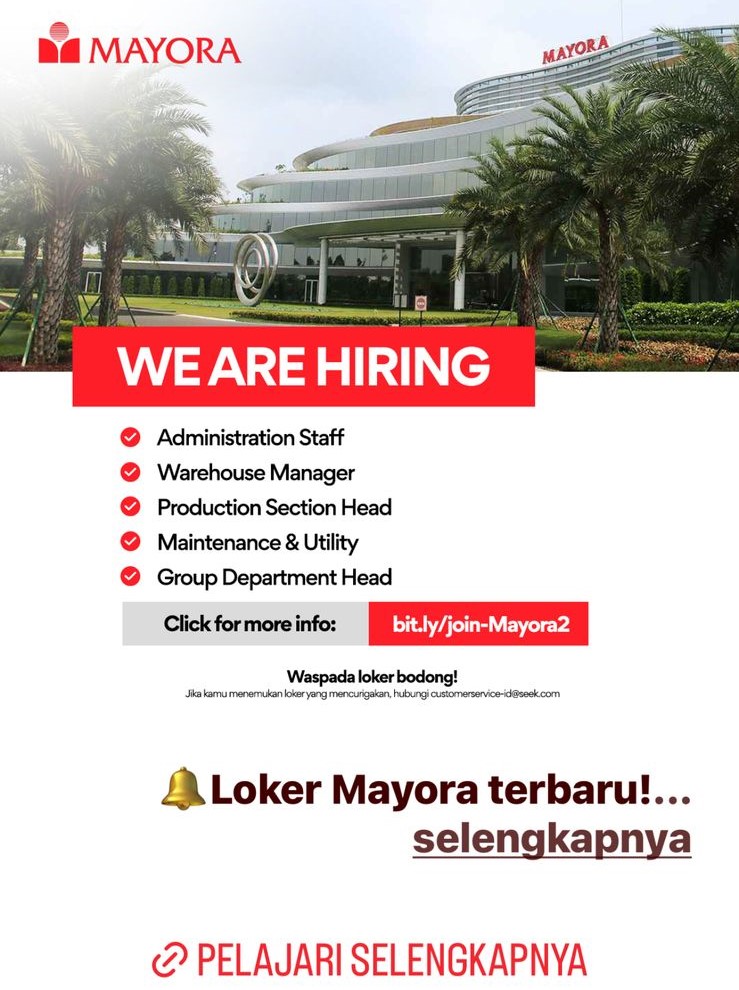 MAYORA
MAYORA
WE ARE HIRING
Administration Staff
Warehouse Manager
Production Section Head
Maintenance & Utility
Group Department Head
Click for more info: bit.ly/join-Mayora2
Waspada loker bodong!
Jika kamu menemukan loker yang mencurigakan, hubungi customerservice-id@seek.com
🔔Loker Mayora terbaru!...
selengkapnya
PELAJARI SELENGKAPNYA